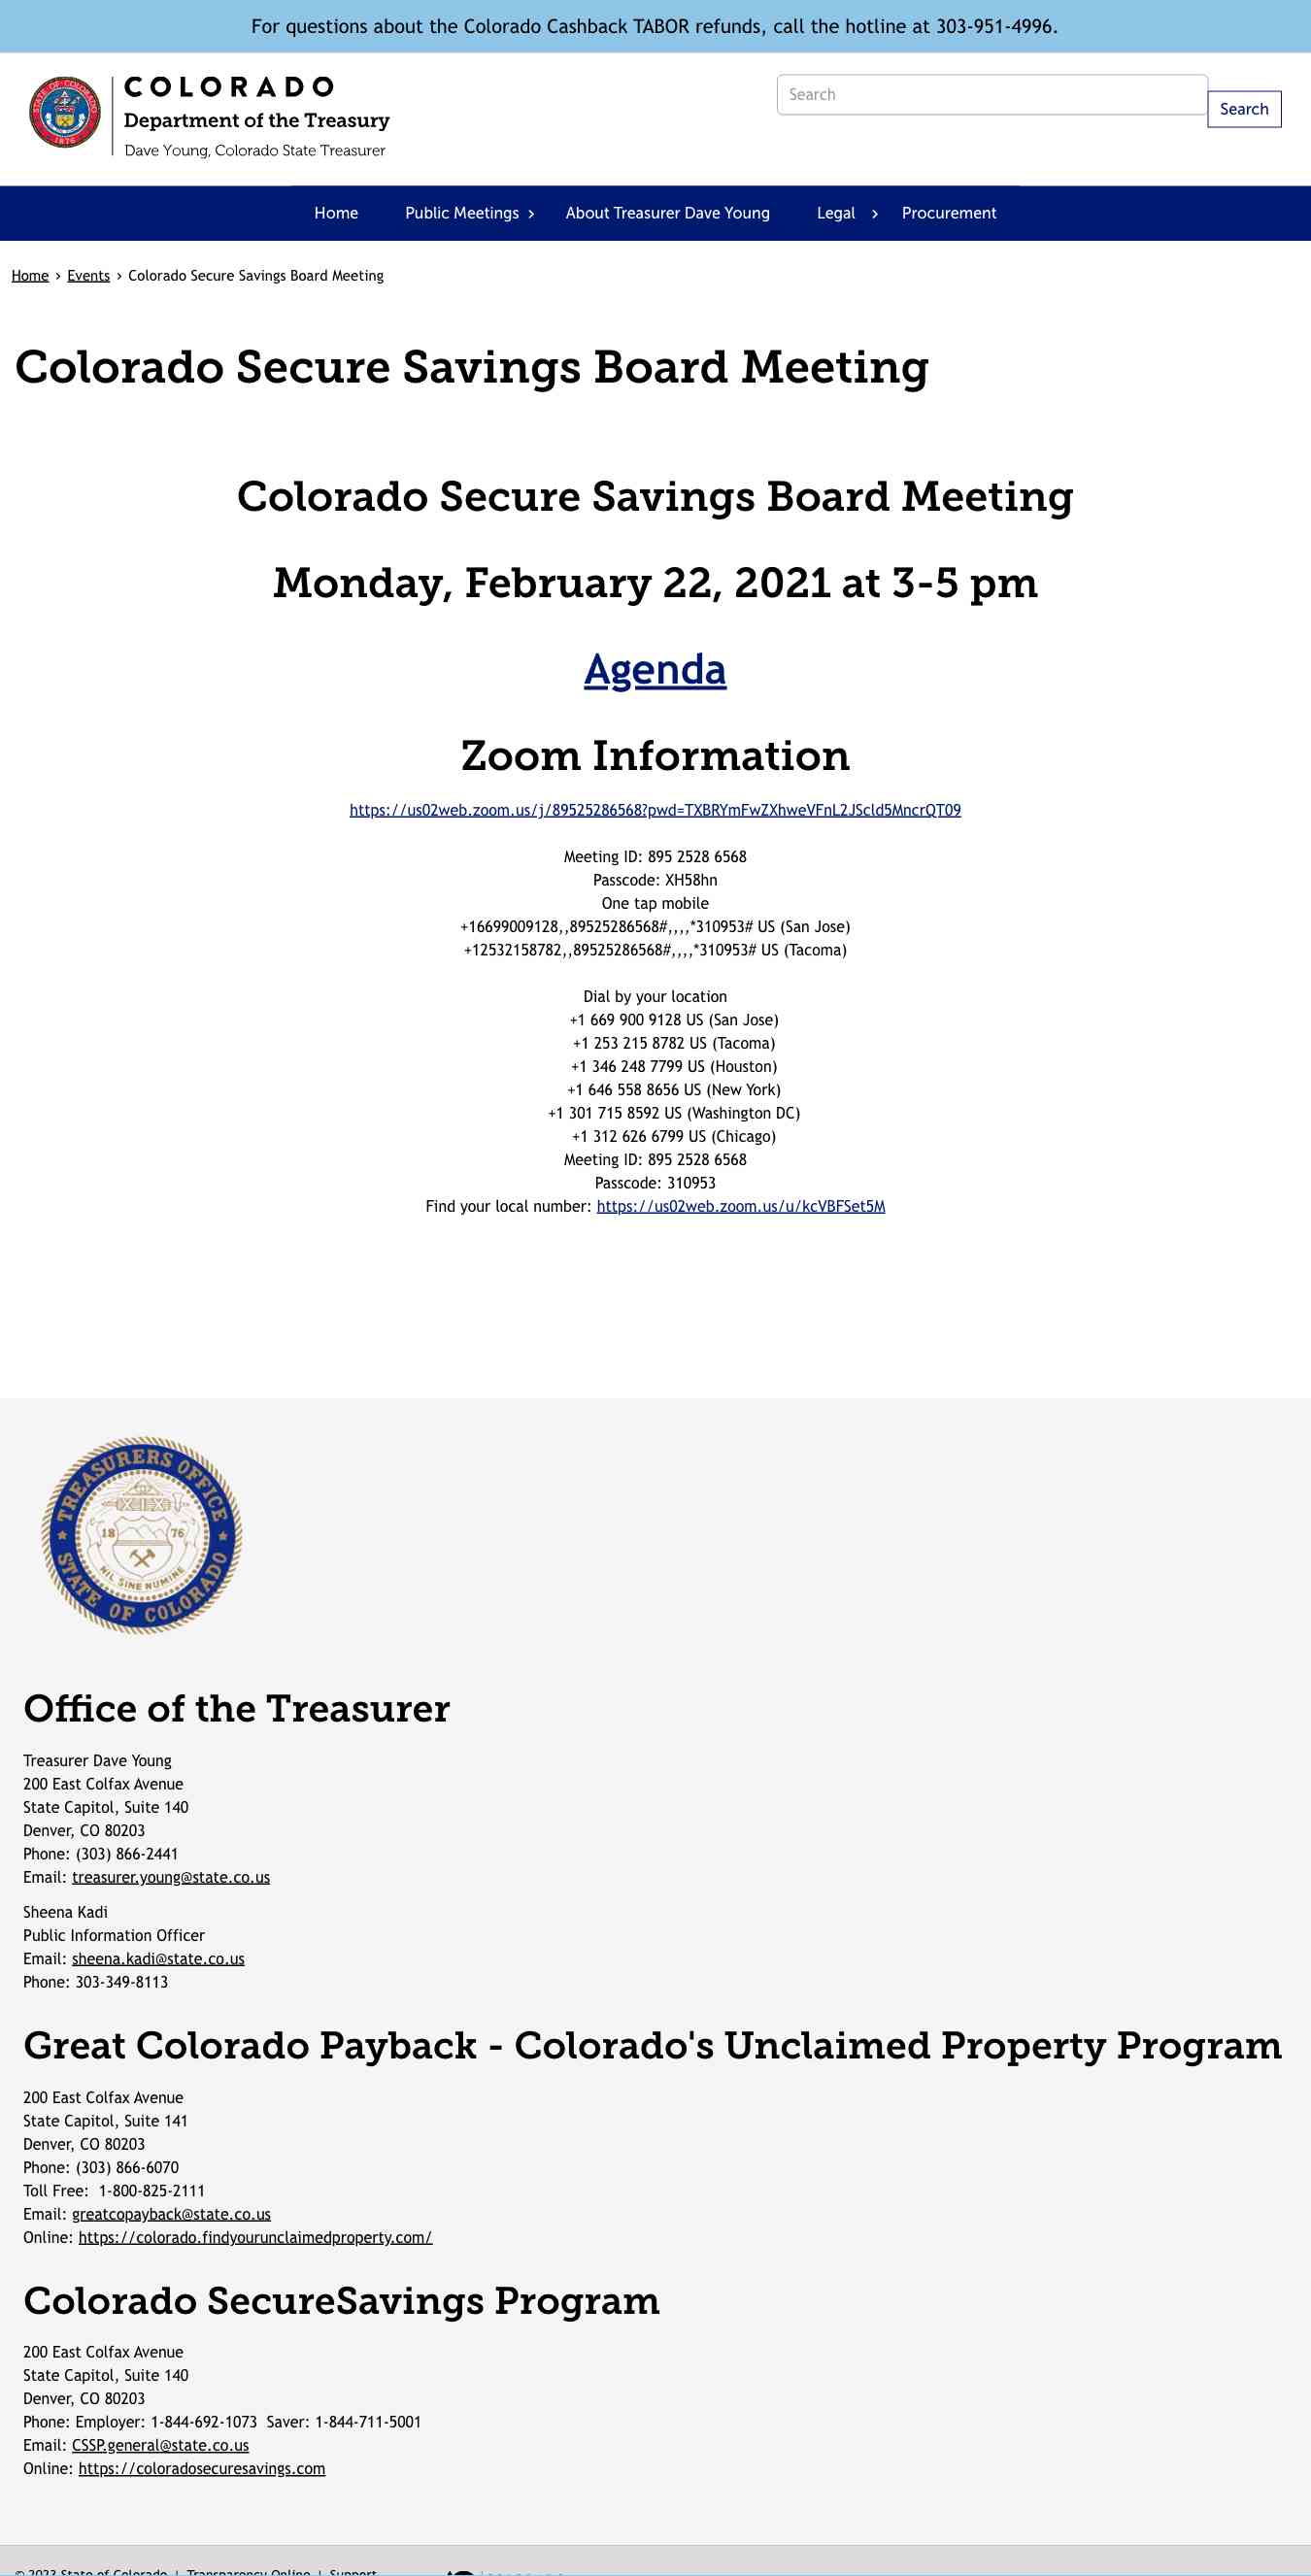 For questions about the Colorado Cashback TABOR refunds, call the hotline at 303-951-4996.
STATE OF COLORADO
1876
COLORADO
Department of the Treasury
Dave Young, Colorado State Treasurer
Search
Search
Home
Public Meetings ›
About Treasurer Dave Young
Legal ›
Procurement
Home › Events › Colorado Secure Savings Board Meeting
Colorado Secure Savings Board Meeting
Colorado Secure Savings Board Meeting
Monday, February 22, 2021 at 3-5 pm
Agenda
Zoom Information
https://us02web.zoom.us/j/89525286568?pwd=TXBRYmFwZXhweVFnL2JScld5MncrQT09
Meeting ID: 895 2528 6568
Passcode: XH58hn
One tap mobile
+16699009128,,89525286568#,,,,*310953# US (San Jose)
+12532158782,,89525286568#,,,,*310953# US (Tacoma)
Dial by your location
+1 669 900 9128 US (San Jose)
+1 253 215 8782 US (Tacoma)
+1 346 248 7799 US (Houston)
+1 646 558 8656 US (New York)
+1 301 715 8592 US (Washington DC)
+1 312 626 6799 US (Chicago)
Meeting ID: 895 2528 6568
Passcode: 310953
Find your local number: https://us02web.zoom.us/u/kcVBFSet5M
TREASURERS OFFICE
18 76
NIL SINE NUMINE
STATE OF COLORADO
Office of the Treasurer
Treasurer Dave Young
200 East Colfax Avenue
State Capitol, Suite 140
Denver, CO 80203
Phone: (303) 866-2441
Email: treasurer.young@state.co.us
Sheena Kadi
Public Information Officer
Email: sheena.kadi@state.co.us
Phone: 303-349-8113
Great Colorado Payback - Colorado's Unclaimed Property Program
200 East Colfax Avenue
State Capitol, Suite 141
Denver, CO 80203
Phone: (303) 866-6070
Toll Free:  1-800-825-2111
Email: greatcopayback@state.co.us
Online: https://colorado.findyourunclaimedproperty.com/
Colorado SecureSavings Program
200 East Colfax Avenue
State Capitol, Suite 140
Denver, CO 80203
Phone: Employer: 1-844-692-1073  Saver: 1-844-711-5001
Email: CSSP.general@state.co.us
Online: https://coloradosecuresavings.com
© 2023 State of Colorado | Transparency Online | Support